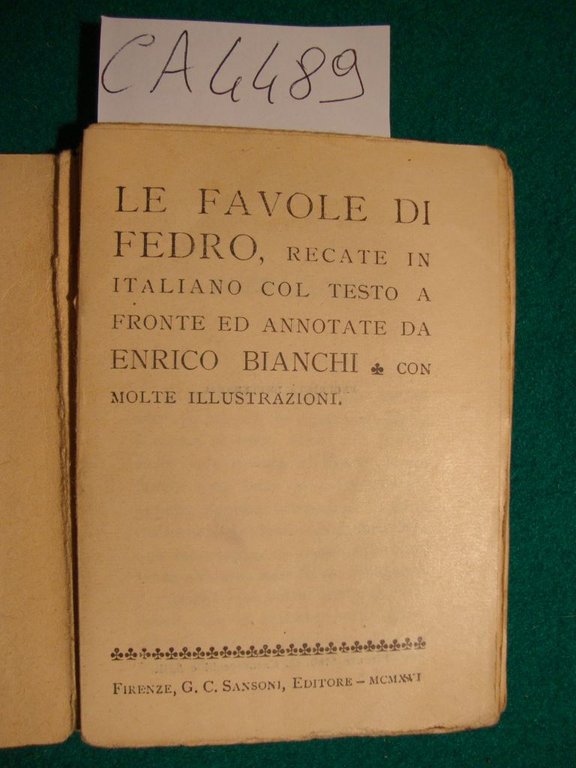 CA4489
LE FAVOLE DI
FEDRO, RECATE IN
ITALIANO COL TESTO A
FRONTE ED ANNOTATE DA
ENRICO BIANCHI ♣ CON
MOLTE ILLUSTRAZIONI.
FIRENZE, G. C. SANSONI, EDITORE – MCMXVI